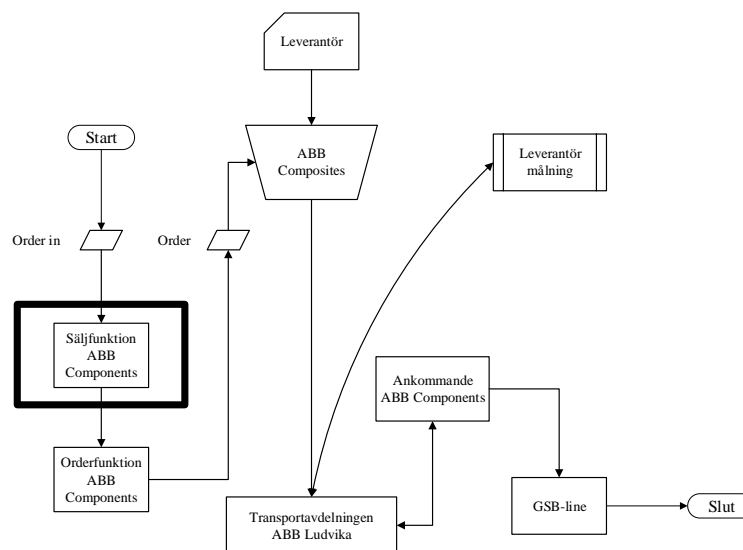 Leverantör
Start
ABB
Composites
Leverantör
målning
Order in
Order
Säljfunktion
ABB
Components
Ankommande
ABB Components
Orderfunktion
ABB
Components
Transportavdelningen
ABB Ludvika
GSB-line
Slut